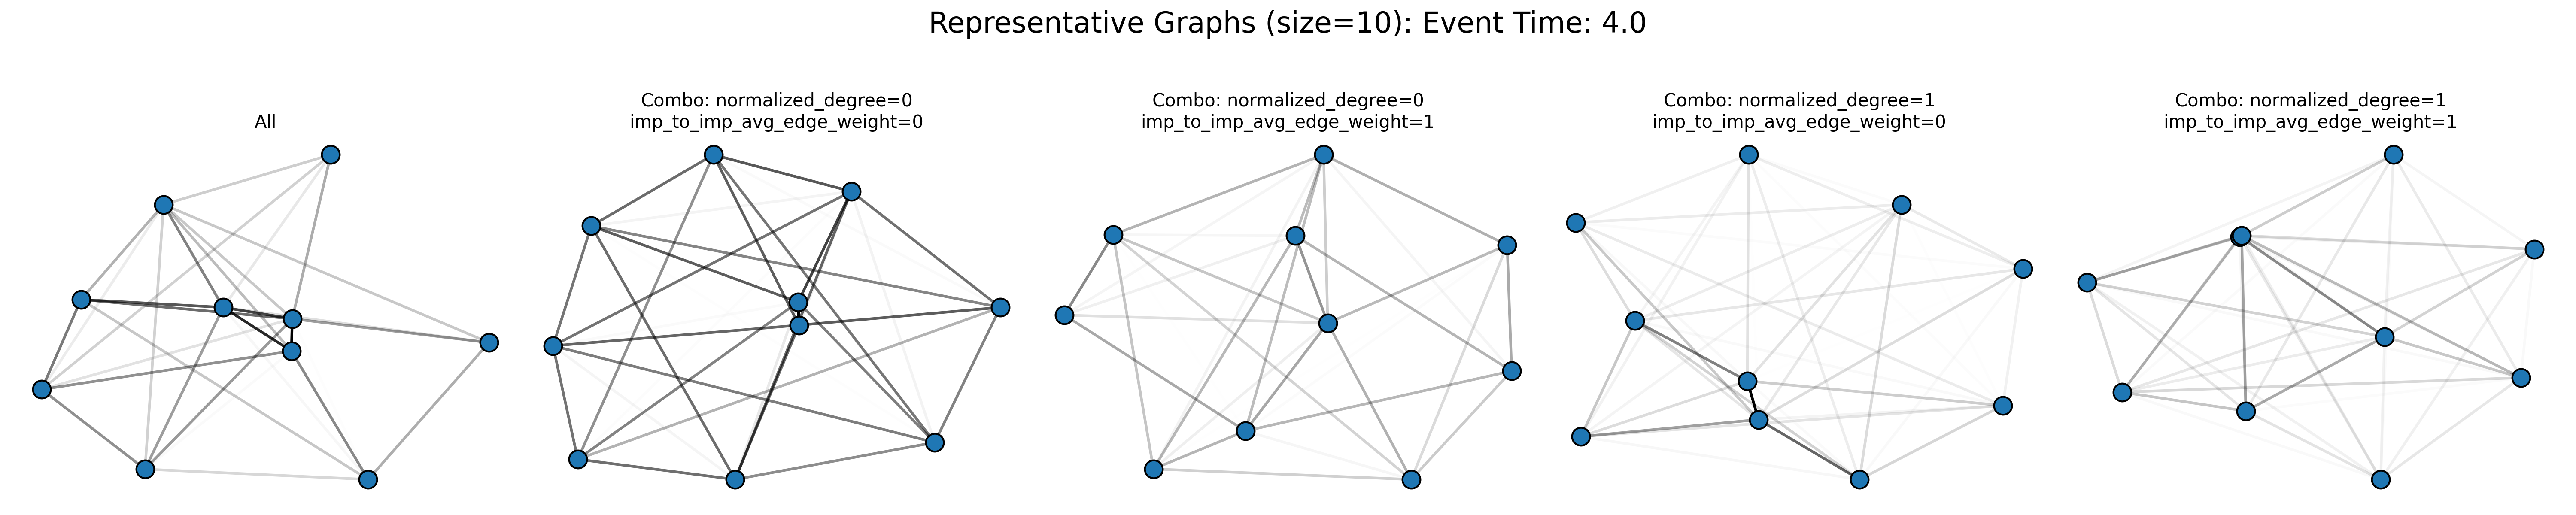 Representative Graphs (size=10): Event Time: 4.0
All
Combo: normalized_degree=0
imp_to_imp_avg_edge_weight=0
Combo: normalized_degree=0
imp_to_imp_avg_edge_weight=1
Combo: normalized_degree=1
imp_to_imp_avg_edge_weight=0
Combo: normalized_degree=1
imp_to_imp_avg_edge_weight=1